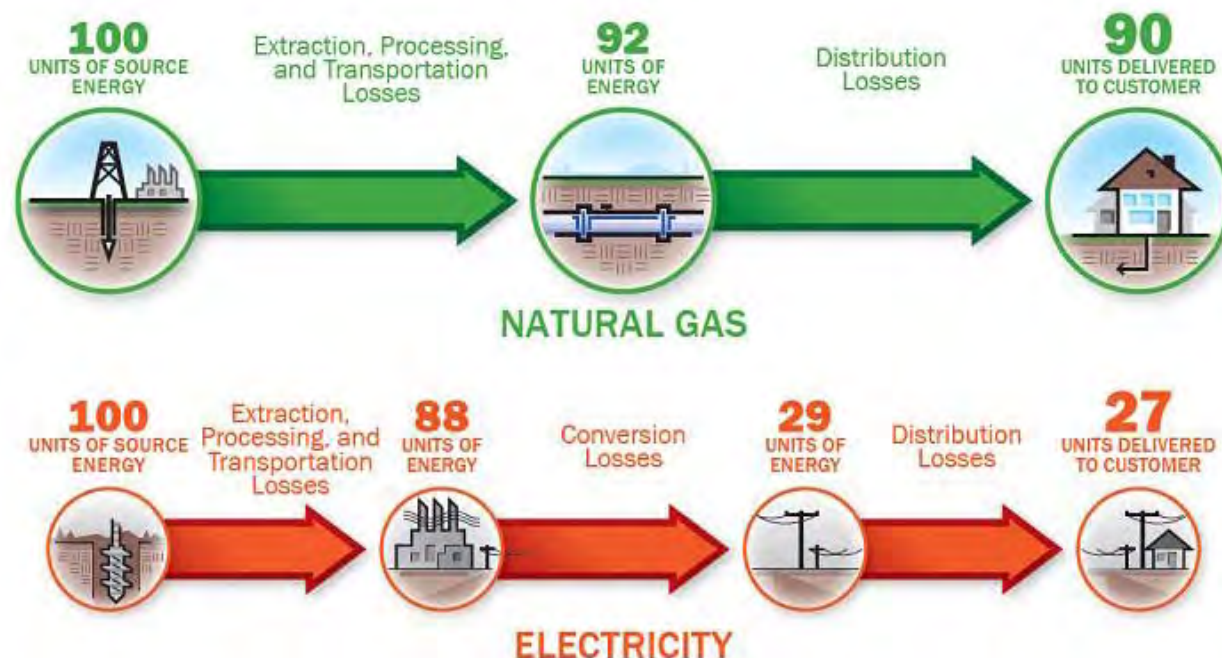 100
UNITS OF SOURCE
ENERGY
Extraction, Processing,
and Transportation
Losses
92
UNITS OF
ENERGY
Distribution
Losses
90
UNITS DELIVERED
TO CUSTOMER
NATURAL GAS
100
UNITS OF SOURCE
ENERGY
Extraction,
Processing, and
Transportation
Losses
88
UNITS OF
ENERGY
Conversion
Losses
29
UNITS OF
ENERGY
Distribution
Losses
27
UNITS DELIVERED
TO CUSTOMER
ELECTRICITY